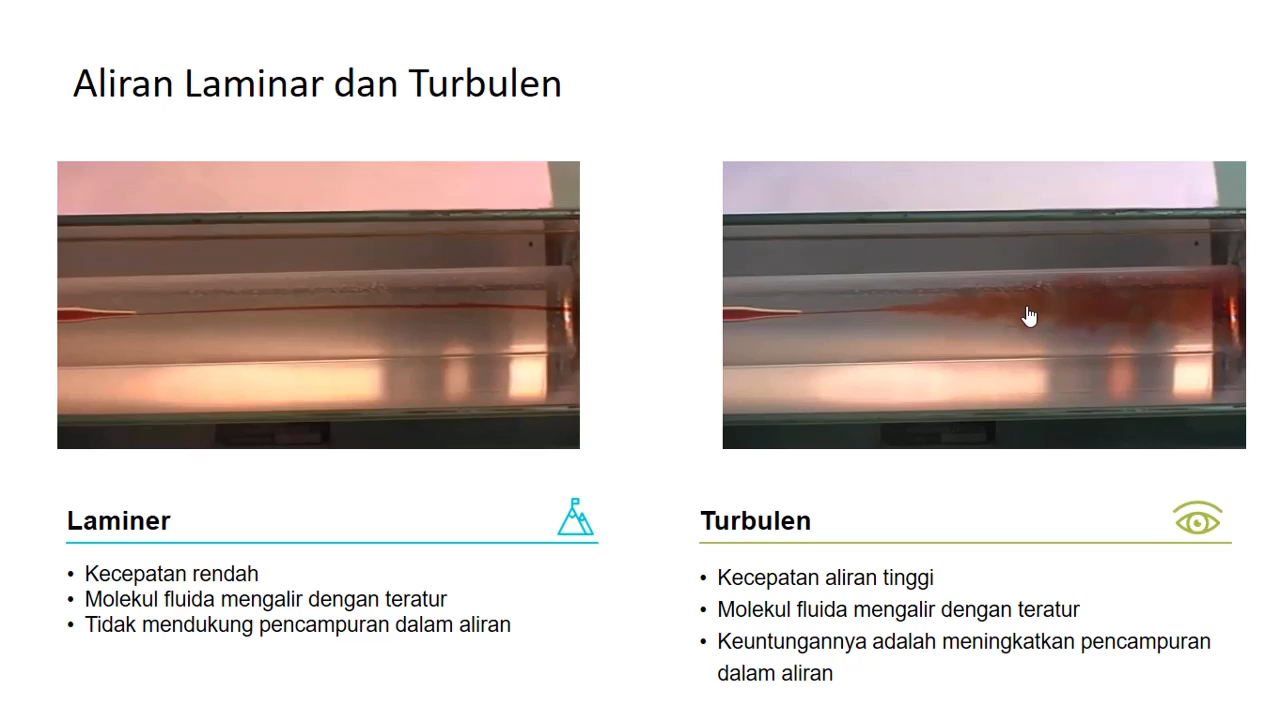 Aliran Laminar dan Turbulen
Laminer
• Kecepatan rendah
• Molekul fluida mengalir dengan teratur
• Tidak mendukung pencampuran dalam aliran
Turbulen
• Kecepatan aliran tinggi
• Molekul fluida mengalir dengan teratur
• Keuntungannya adalah meningkatkan pencampuran
dalam aliran